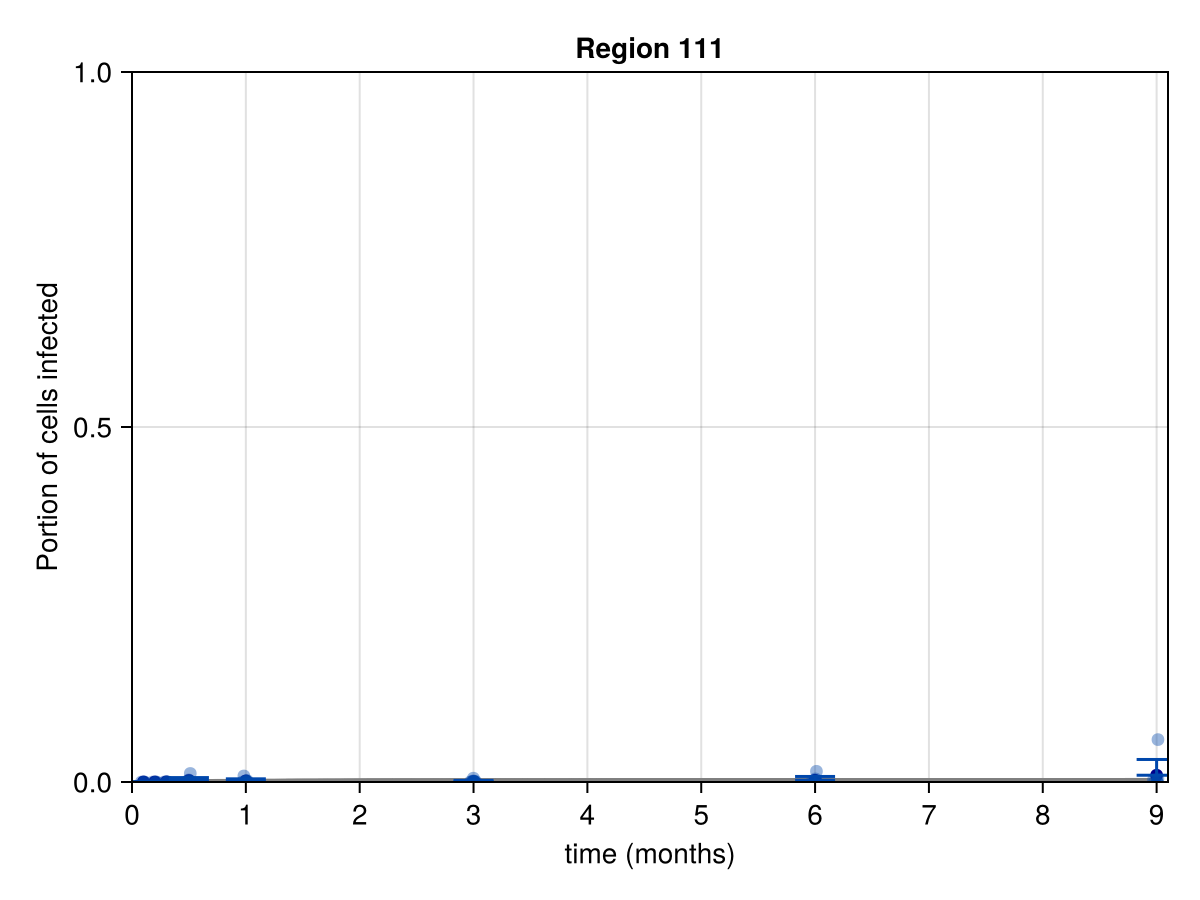 Region 111
1.0
0.5
0.0
Portion of cells infected
0 1 2 3 4 5 6 7 8 9
time (months)